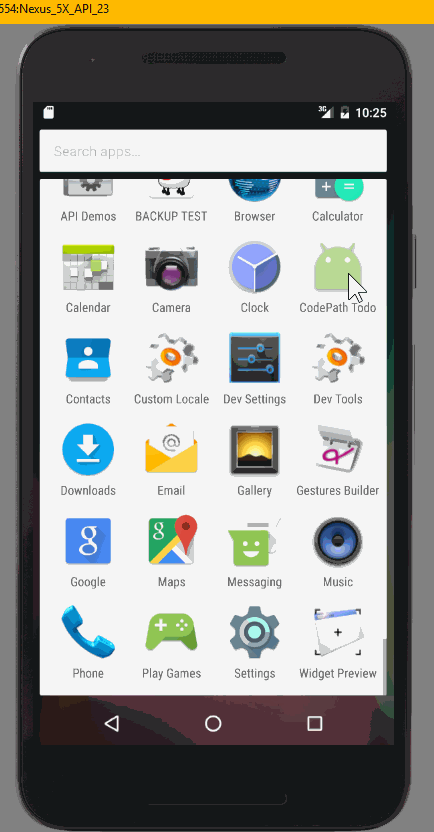 554:Nexus_5X_API_23
3G 10:25
Search apps...
API Demos BACKUP TEST Browser Calculator
Calendar Camera Clock CodePath Todo
Contacts Custom Locale Dev Settings Dev Tools
Downloads Email Gallery Gestures Builder
Google Maps Messaging Music
Phone Play Games Settings Widget Preview